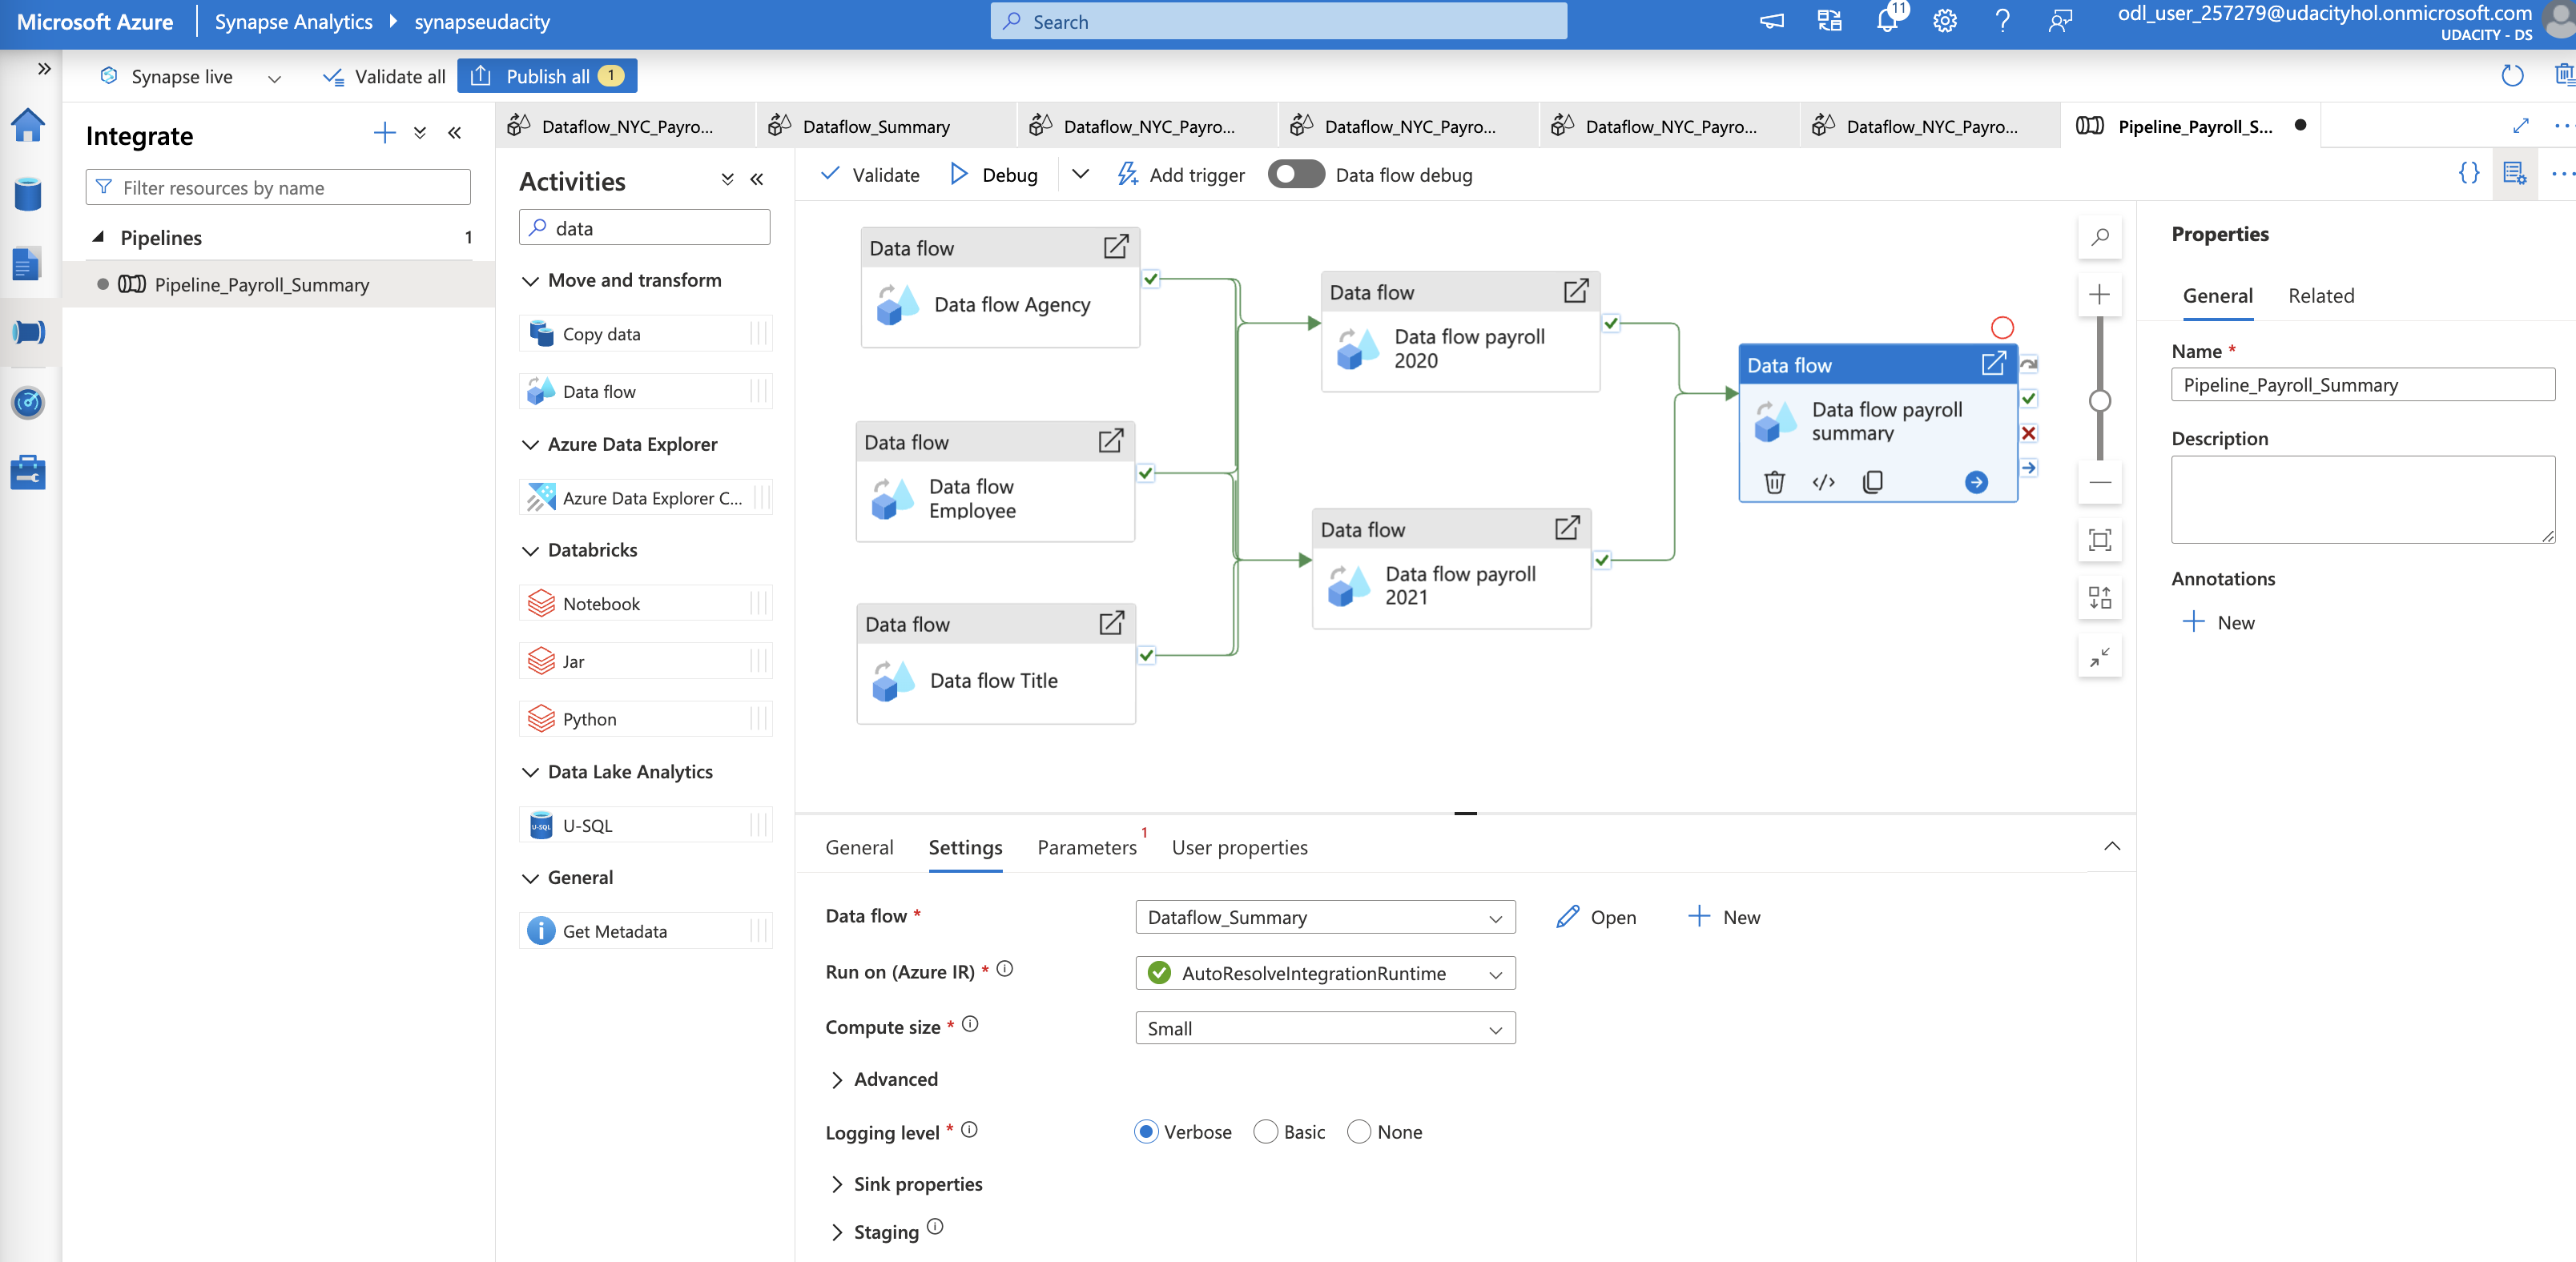 Microsoft Azure
Synapse Analytics
synapseudacity
Search
11
odl_user_257279@udacityhol.onmicrosoft.com
UDACITY - DS
Synapse live
Validate all
Publish all
1
Integrate
Filter resources by name
Pipelines
1
Pipeline_Payroll_Summary
Dataflow_NYC_Payro...
Dataflow_Summary
Dataflow_NYC_Payro...
Dataflow_NYC_Payro...
Dataflow_NYC_Payro...
Dataflow_NYC_Payro...
Pipeline_Payroll_S...
Activities
data
Move and transform
Copy data
Data flow
Azure Data Explorer
Azure Data Explorer C...
Databricks
Notebook
Jar
Python
Data Lake Analytics
U-SQL
U-SQL
General
Get Metadata
Validate
Debug
Add trigger
Data flow debug
Data flow
Data flow Agency
Data flow
Data flow
Employee
Data flow
Data flow Title
Data flow
Data flow payroll
2020
Data flow
Data flow payroll
2021
Data flow
Data flow payroll
summary
General
Settings
Parameters
1
User properties
Data flow *
Dataflow_Summary
Open
New
Run on (Azure IR) *
AutoResolveIntegrationRuntime
Compute size *
Small
Advanced
Logging level *
Verbose
Basic
None
Sink properties
Staging
Properties
General
Related
Name *
Pipeline_Payroll_Summary
Description
Annotations
New